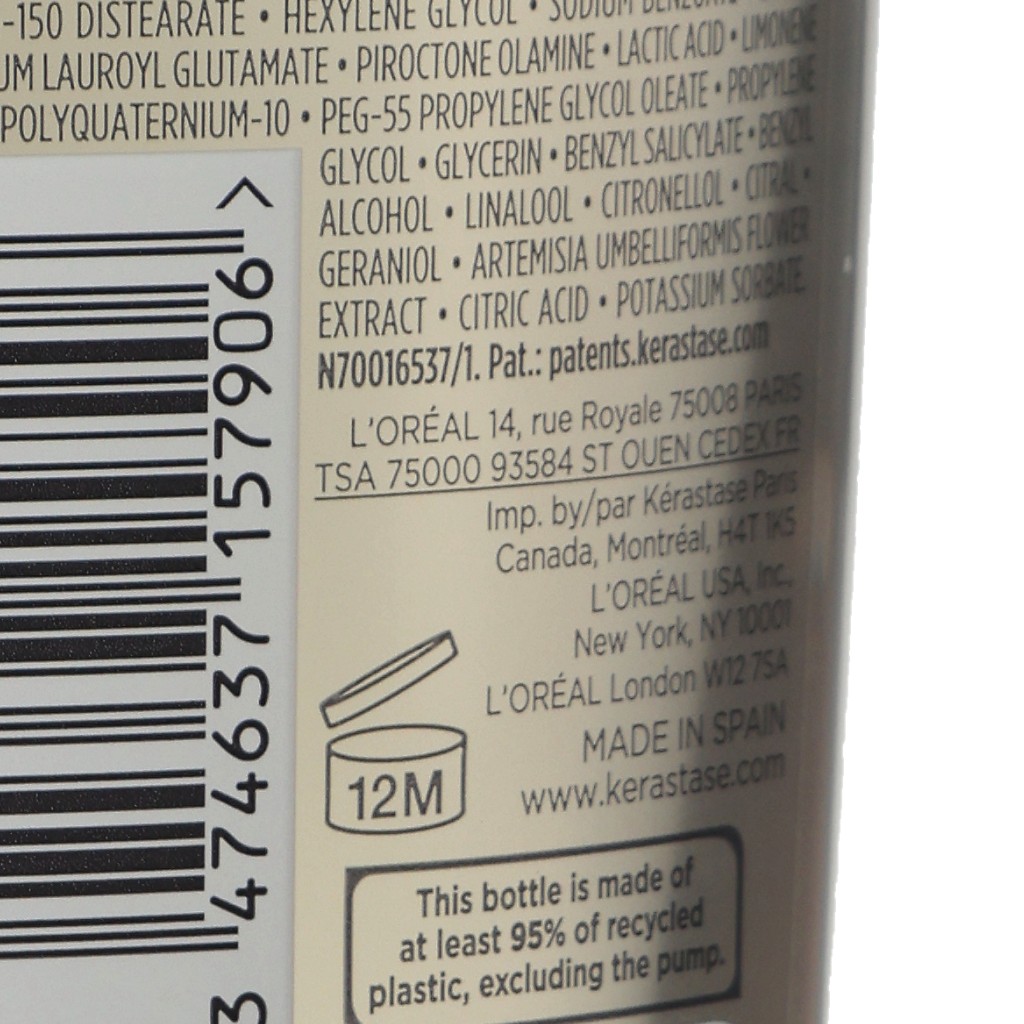 -150 DISTEARATE • HEXYLENE GLYCOL • SODIUM BENZOATE
UM LAUROYL GLUTAMATE • PIROCTONE OLAMINE • LACTIC ACID • LIMONENE
POLYQUATERNIUM-10 • PEG-55 PROPYLENE GLYCOL OLEATE • PROPYLENE
GLYCOL • GLYCERIN • BENZYL SALICYLATE • BENZYL
ALCOHOL • LINALOOL • CITRONELLOL • CITRAL •
GERANIOL • ARTEMISIA UMBELLIFORMIS FLOWER
EXTRACT • CITRIC ACID • POTASSIUM SORBATE.
N70016537/1. Pat.: patents.kerastase.com
L'ORÉAL 14, rue Royale 75008 PARIS
TSA 75000 93584 ST OUEN CEDEX FR
Imp. by/par Kérastase Paris
Canada, Montréal, H4T 1K5
L'ORÉAL USA, Inc.,
New York, NY 10001
L'ORÉAL London W12 7SA
MADE IN SPAIN
www.kerastase.com
12M
This bottle is made of
at least 95% of recycled
plastic, excluding the pump.
3 474637 157906 >